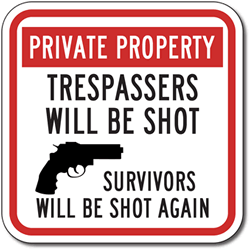 PRIVATE PROPERTY
TRESPASSERS
WILL BE SHOT
SURVIVORS
WILL BE SHOT AGAIN